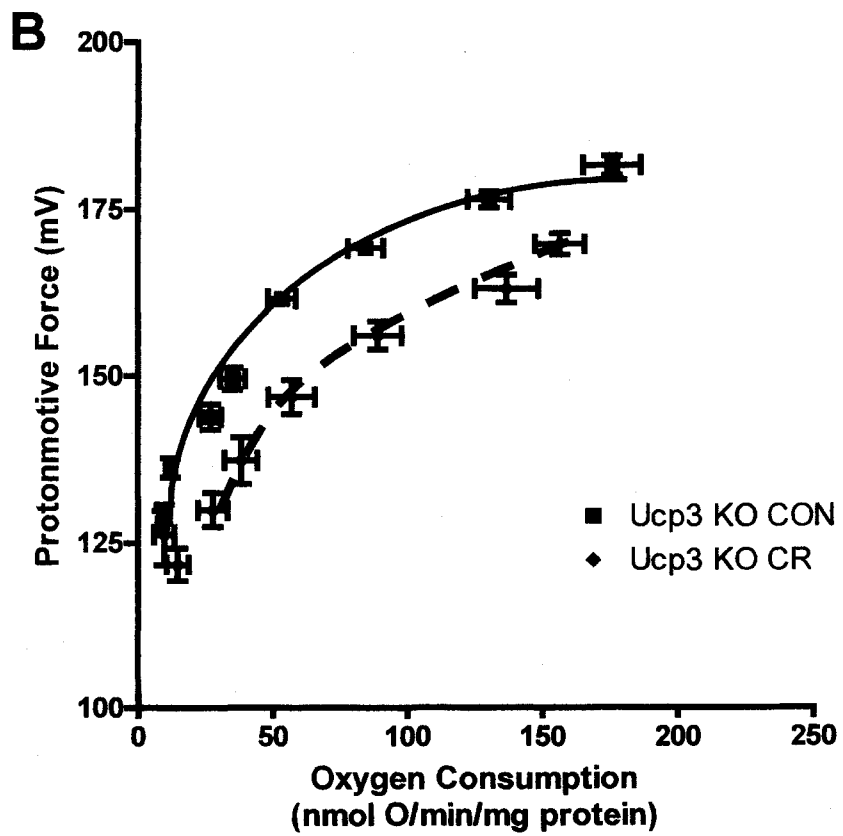 B
200
175
150
125
100
Protonmotive Force (mV)
Ucp3 KO CON
Ucp3 KO CR
0 50 100 150 200 250
Oxygen Consumption
(nmol O/min/mg protein)